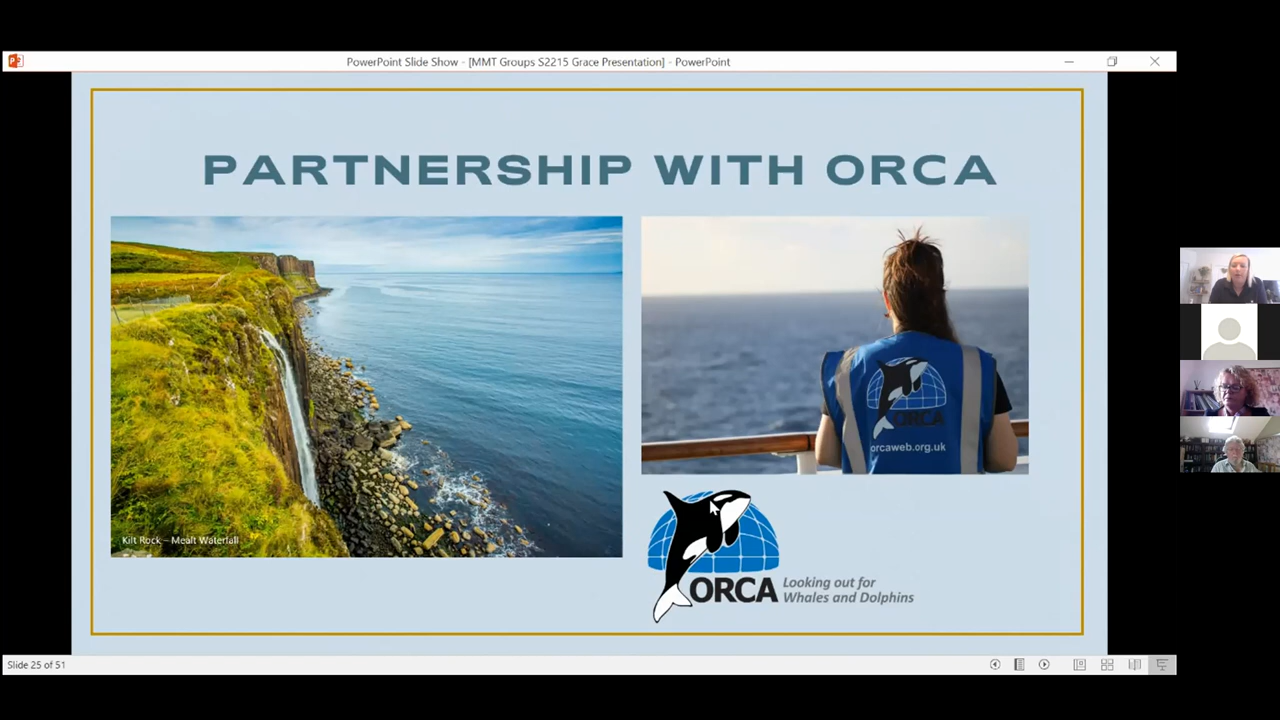 PowerPoint Slide Show - [MMT Groups S2215 Grace Presentation] - PowerPoint
PARTNERSHIP WITH ORCA
ORCA
orcaweb.org.uk
Kilt Rock – Mealt Waterfall
ORCA
Looking out for
Whales and Dolphins
Slide 25 of 51